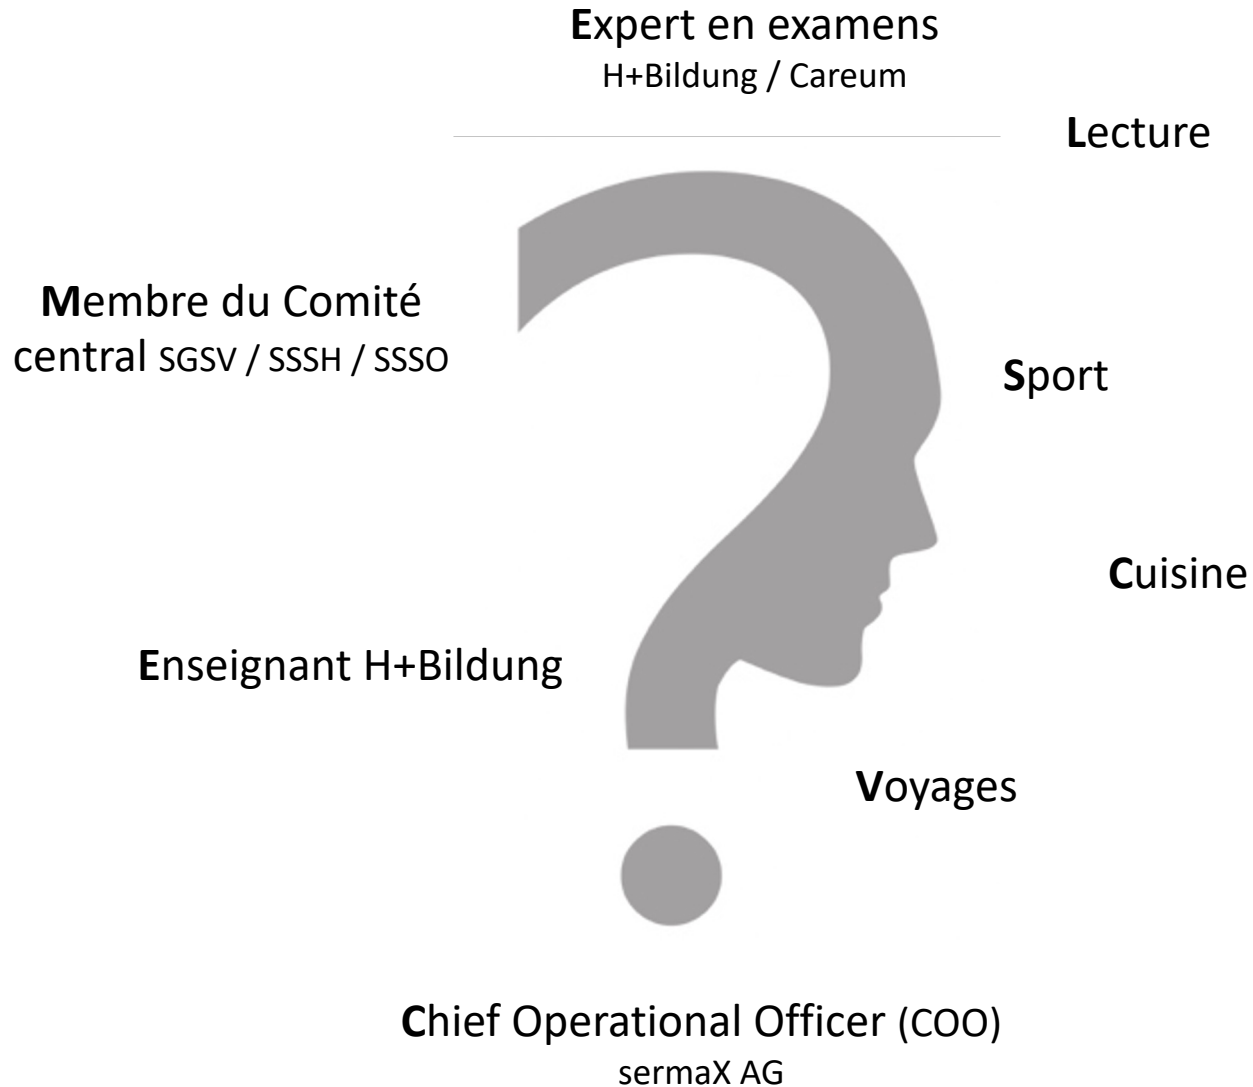 Expert en examens
H+Bildung / Careum
Lecture
Membre du Comité
central SGSV / SSSH / SSSO
Sport
Cuisine
Enseignant H+Bildung
Voyages
Chief Operational Officer (COO)
sermaX AG